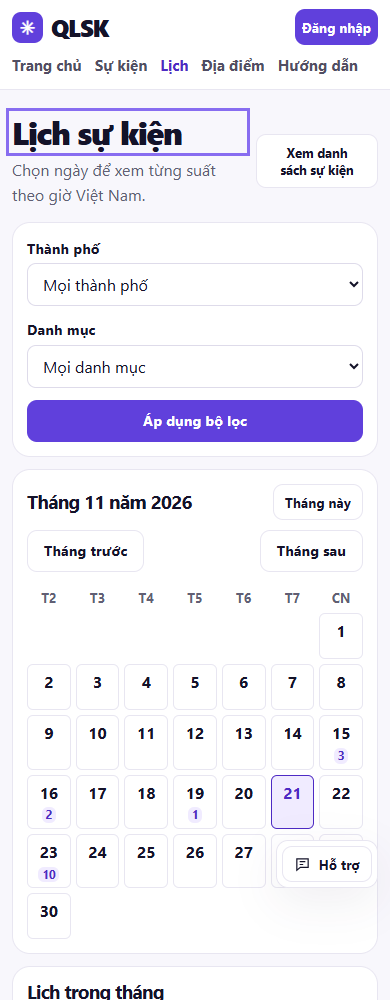 QLSK
Đăng nhập
Trang chủ Sự kiện Lịch Địa điểm Hướng dẫn
Lịch sự kiện
Chọn ngày để xem từng suất
theo giờ Việt Nam.
Xem danh
sách sự kiện
Thành phố
Mọi thành phố
Danh mục
Mọi danh mục
Áp dụng bộ lọc
Tháng 11 năm 2026
Tháng này
Tháng trước
Tháng sau
T2 T3 T4 T5 T6 T7 CN
1
2 3 4 5 6 7 8
9 10 11 12 13 14 15
3
16 17 18 19 20 21 22
2 1
23 24 25 26 27
10
Hỗ trợ
30
Lịch trong tháng